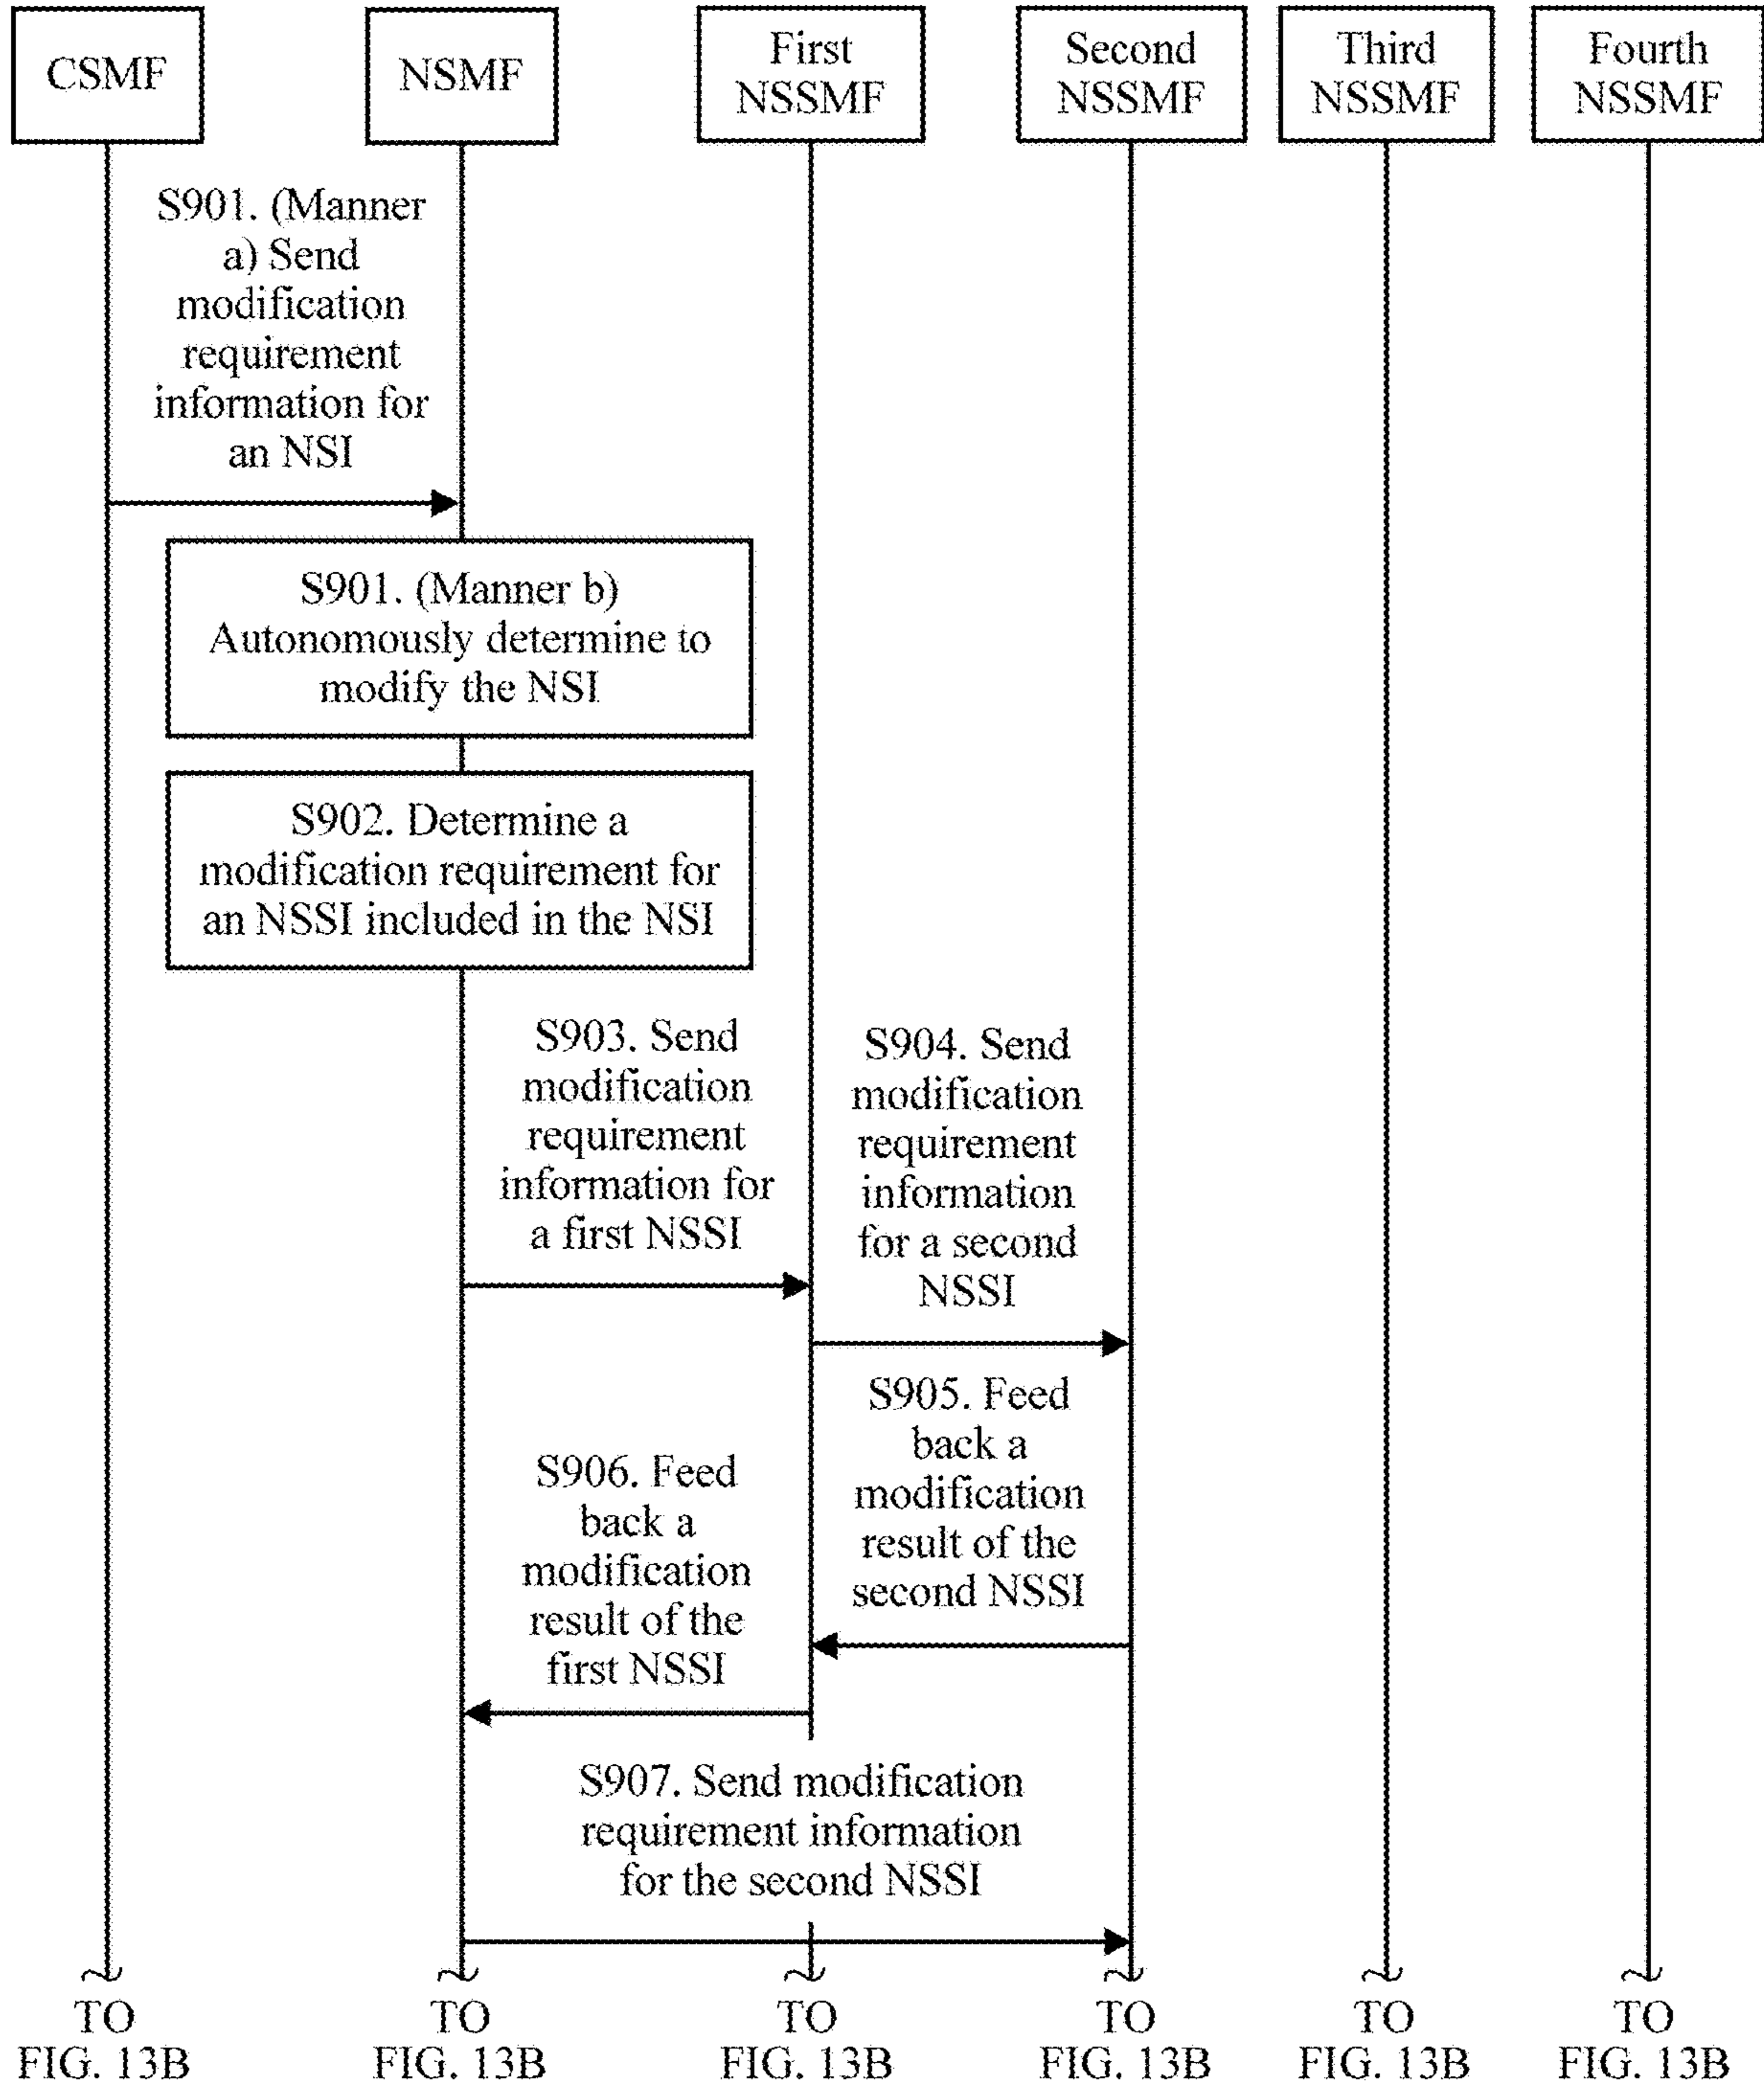 CSMF
NSMF
First
NSSMF
Second
NSSMF
Third
NSSMF
Fourth
NSSMF
S901. (Manner
a) Send
modification
requirement
information for
an NSI
S901. (Manner b)
Autonomously determine to
modify the NSI
S902. Determine a
modification requirement for
an NSSI included in the NSI
S903. Send
modification
requirement
information for
a first NSSI
S904. Send
modification
requirement
information
for a second
NSSI
S905. Feed
back a
modification
result of the
second NSSI
S906. Feed
back a
modification
result of the
first NSSI
S907. Send modification
requirement information
for the second NSSI
TO
FIG. 13B
TO
FIG. 13B
TO
FIG. 13B
TO
FIG. 13B
TO
FIG. 13B
TO
FIG. 13B